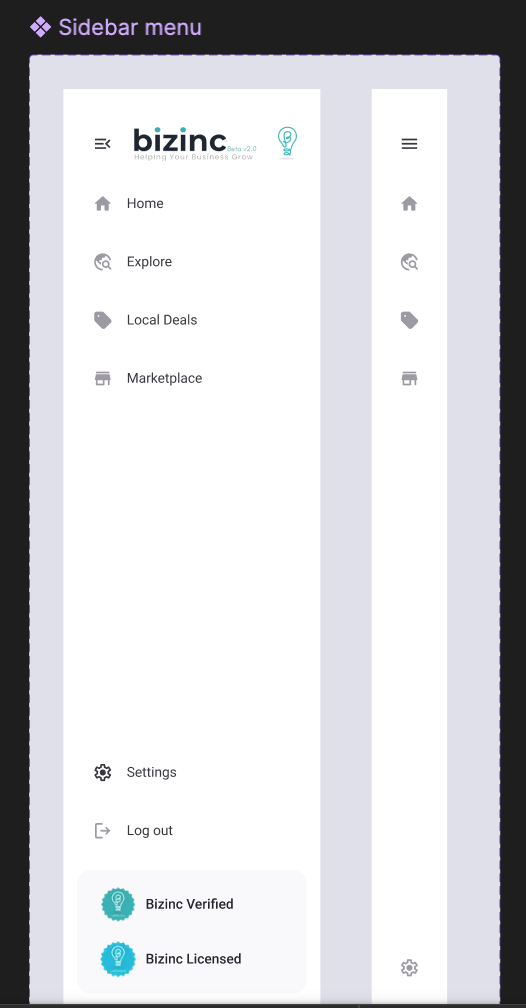 Sidebar menu
bizinc Beta v2.0
Helping Your Business Grow
Home
Explore
Local Deals
Marketplace
Settings
Log out
Bizinc Verified
Bizinc Licensed